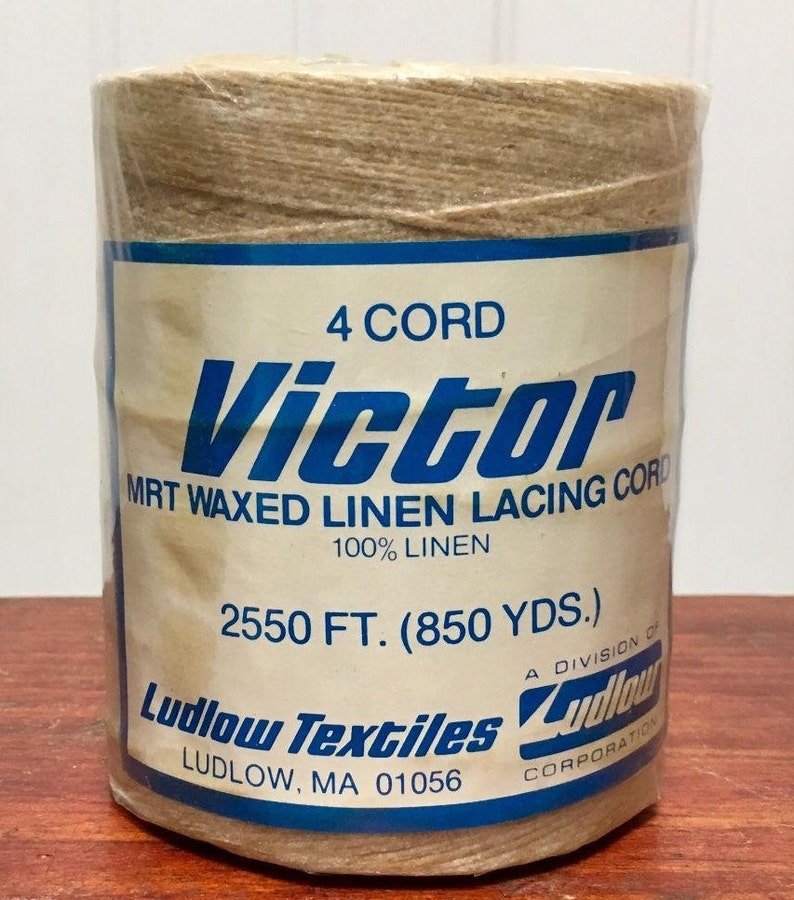 4 CORD
Victor
MRT WAXED LINEN LACING CORD
100% LINEN
2550 FT. (850 YDS.)
A DIVISION OF
Ludlow
CORPORATION
Ludlow Textiles
LUDLOW, MA 01056